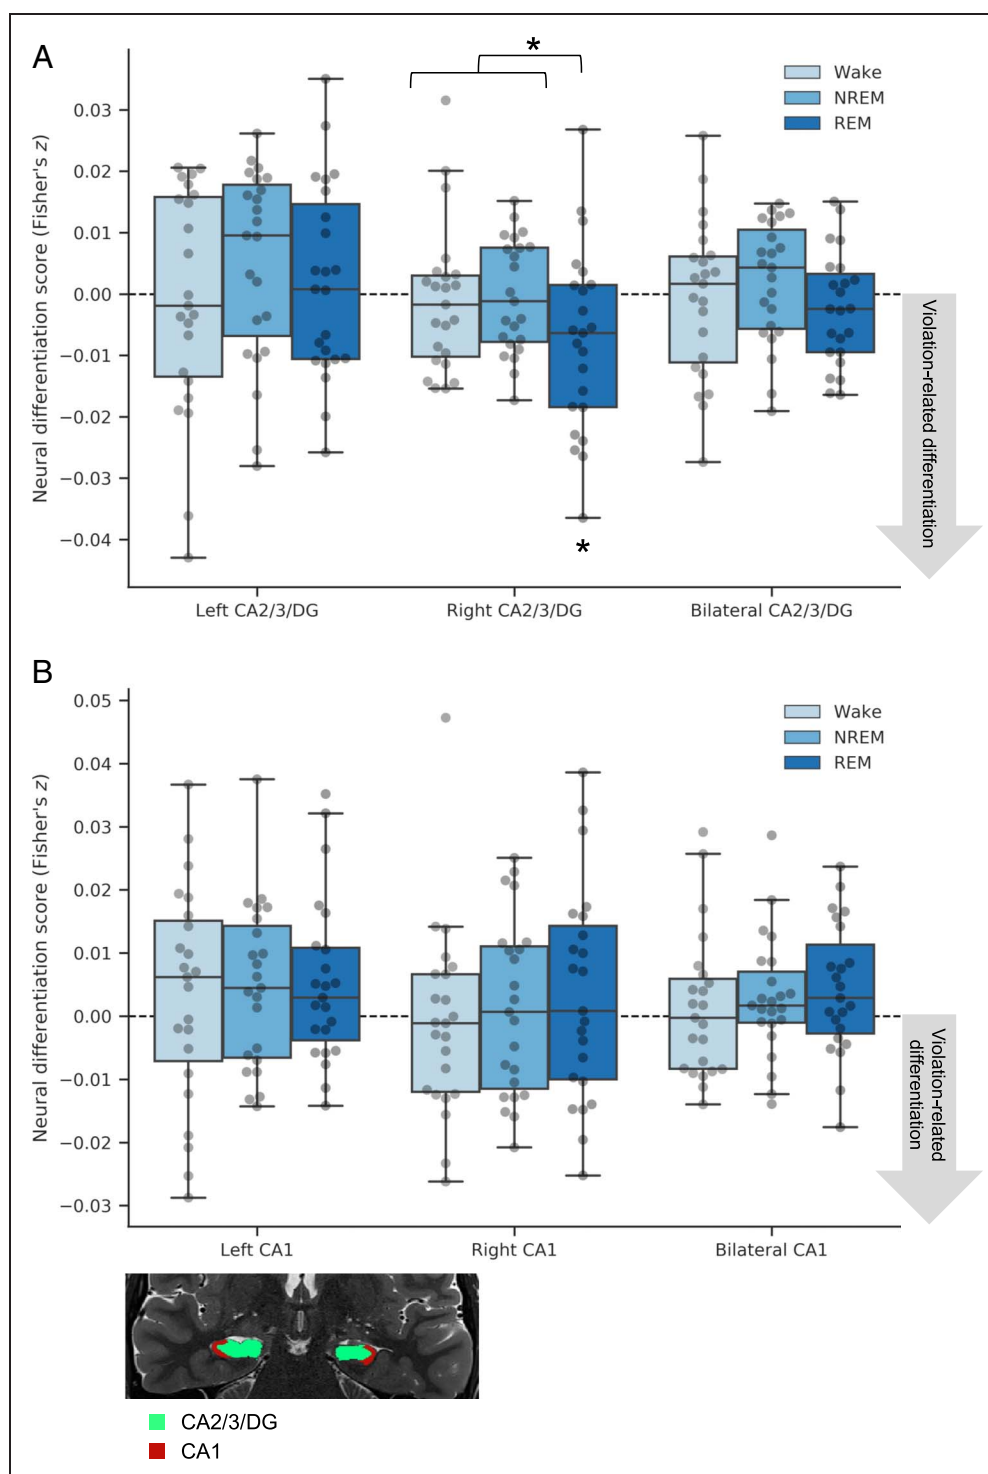 A
*
Wake
NREM
REM
Neural differentiation score (Fisher's z)
0.03
0.02
0.01
0.00
−0.01
−0.02
−0.03
−0.04
*
Violation-related differentiation
Left CA2/3/DG
Right CA2/3/DG
Bilateral CA2/3/DG
B
Wake
NREM
REM
Neural differentiation score (Fisher's z)
0.05
0.04
0.03
0.02
0.01
0.00
−0.01
−0.02
−0.03
Violation-related
differentiation
Left CA1
Right CA1
Bilateral CA1
CA2/3/DG
CA1